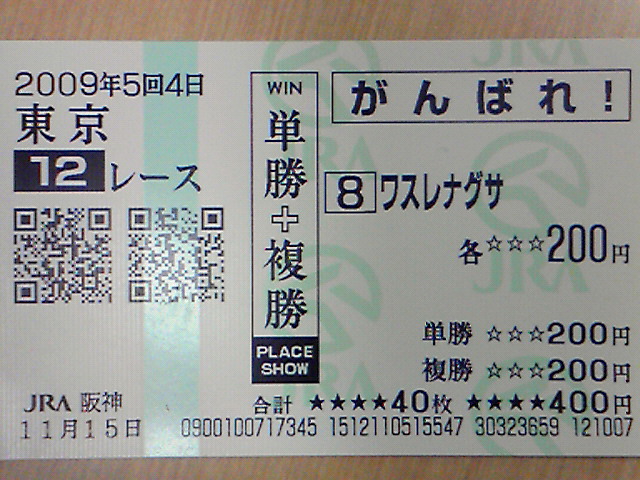 2009年5回4日
東京
12レース
WIN
単勝+複勝
PLACE
SHOW
がんばれ!
8 ワスレナグサ
各☆☆☆200円
単勝 ☆☆☆200円
複勝 ☆☆☆200円
JRA 阪神
合計 ★★★★40枚 ★★★★400円
11月15日
0900100717345 1512110515547 30323659 121007
JRA
JRA